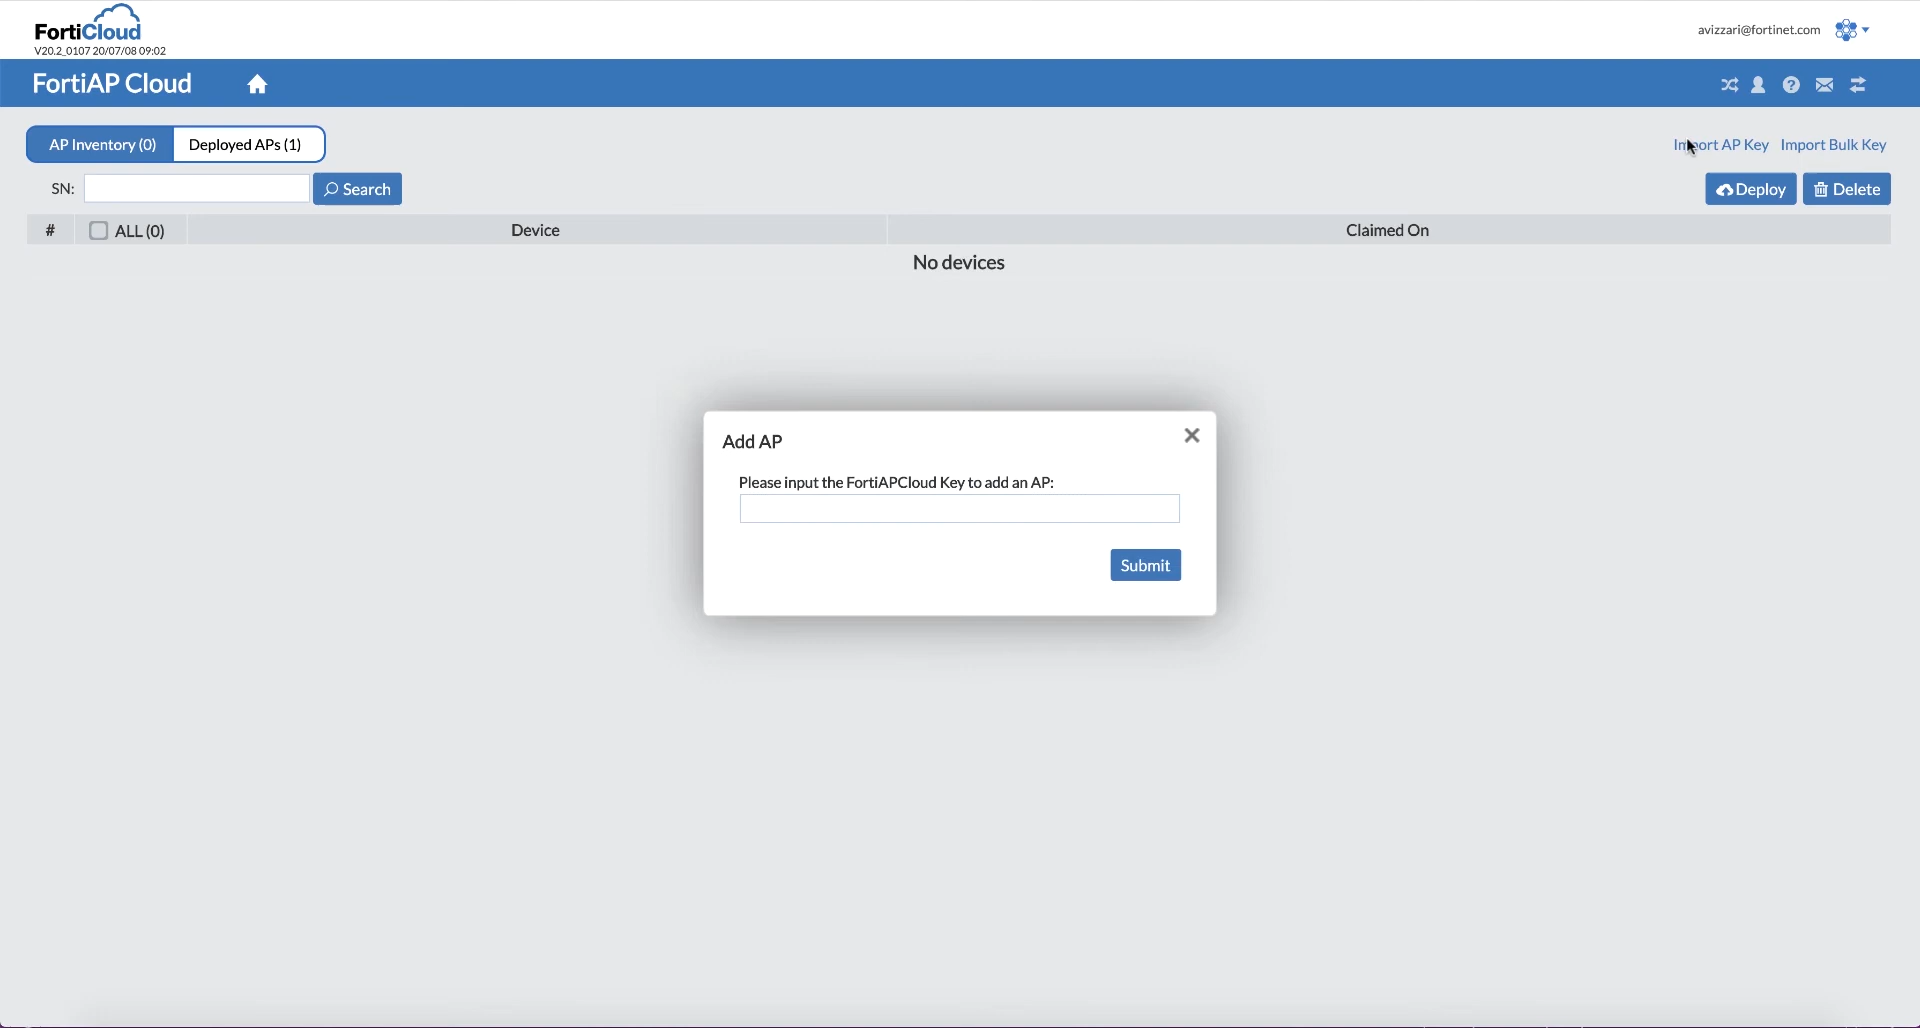 FortiCloud
V20.2_0107 20/07/08 09:02
avizzari@fortinet.com
FortiAP Cloud
AP Inventory (0) Deployed APs (1)
Import AP Key Import Bulk Key
SN: Search
Deploy Delete
# ALL (0) Device Claimed On
No devices
Add AP
Please input the FortiAPCloud Key to add an AP:
Submit